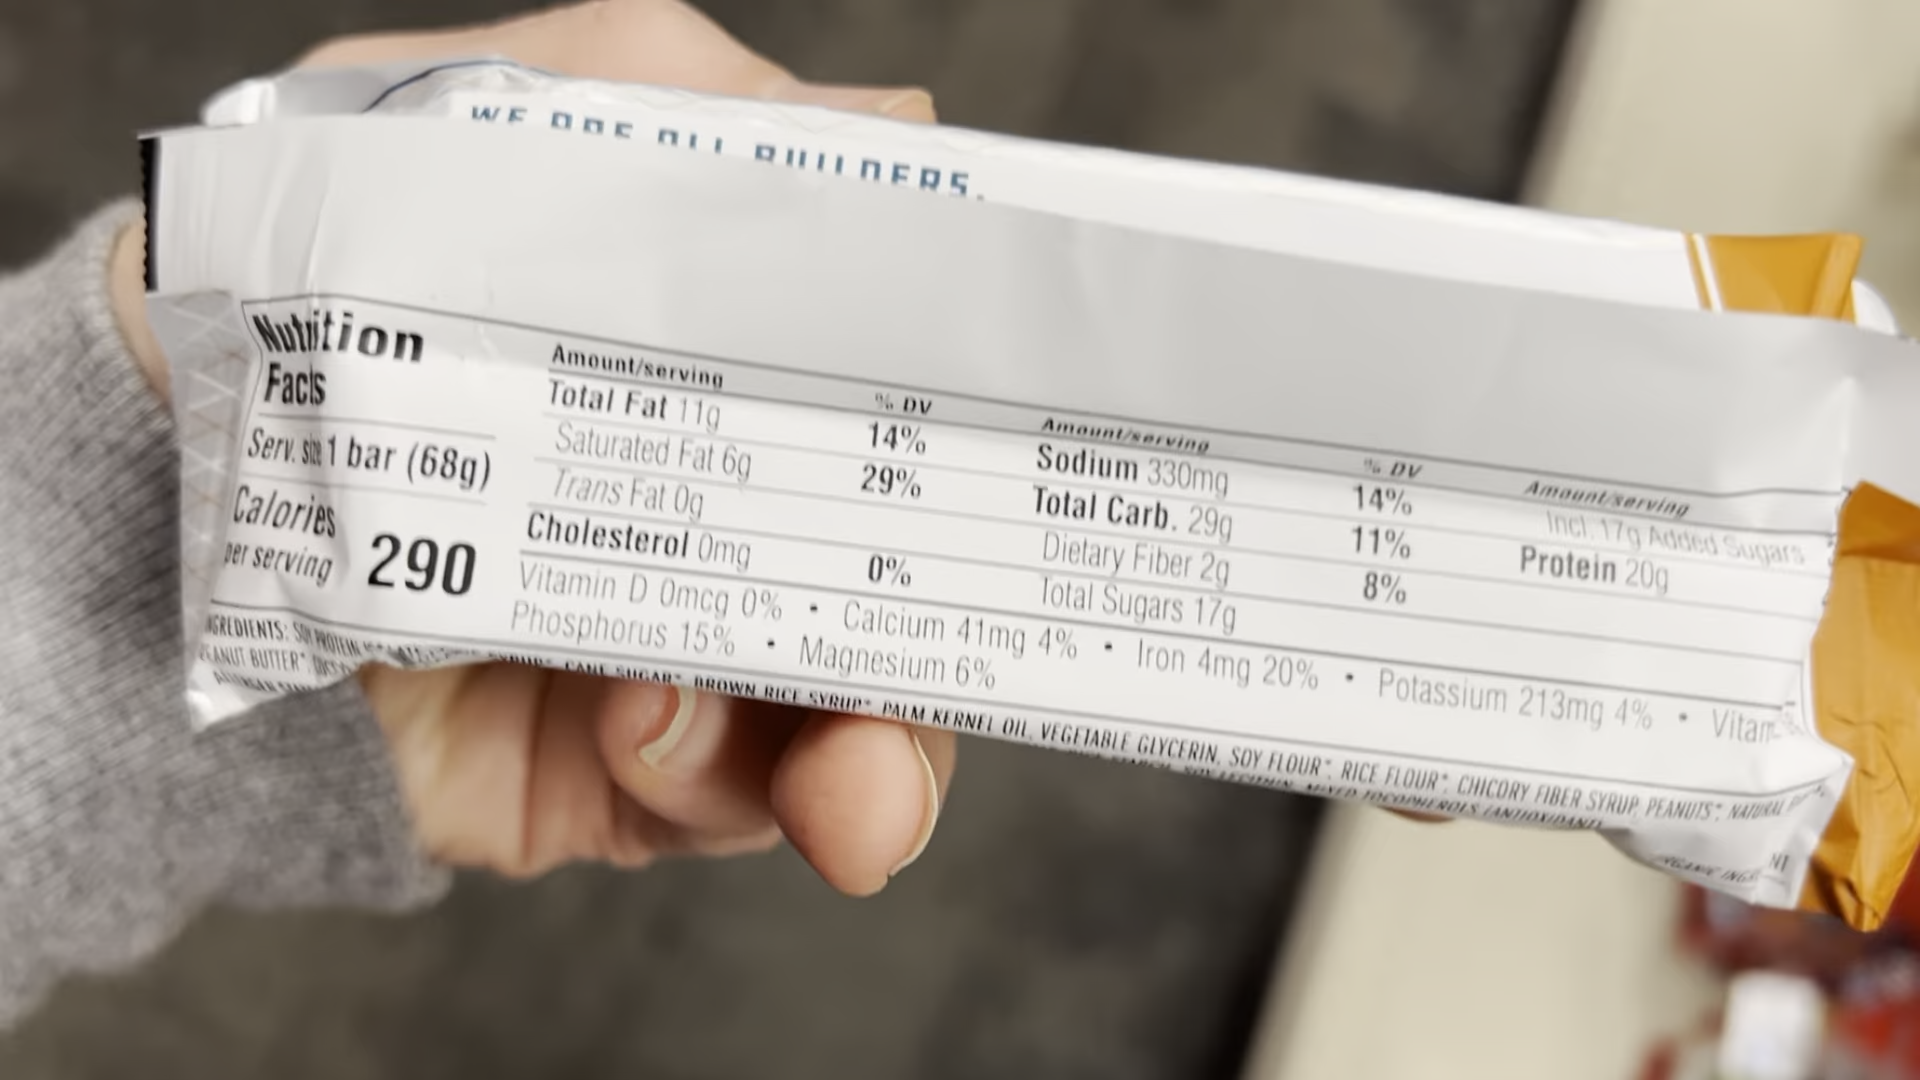 WE ARE ALL BUILDERS.
Nutrition
Facts
Serv. size 1 bar (68g)
Calories
per serving 290
Amount/serving % DV
Total Fat 11g 14%
Saturated Fat 6g 29%
Trans Fat 0g
Cholesterol 0mg 0%
Amount/serving % DV
Sodium 330mg 14%
Total Carb. 29g 11%
Dietary Fiber 2g 8%
Total Sugars 17g
Amount/serving
Incl. 17g Added Sugars
Protein 20g
Vitamin D 0mcg 0% • Calcium 41mg 4% • Iron 4mg 20% • Potassium 213mg 4% •
Phosphorus 15% • Magnesium 6%
INGREDIENTS: SOY PROTEIN SYRUP*, CANE SUGAR*, BROWN RICE SYRUP*, PALM KERNEL OIL, VEGETABLE GLYCERIN, SOY FLOUR*, RICE FLOUR*, CHICORY FIBER SYRUP, PEANUTS*, NATURAL
PEANUT BUTTER*, SOY LECITHIN, MIXED TOCOPHEROLS (ANTIOXIDANT).